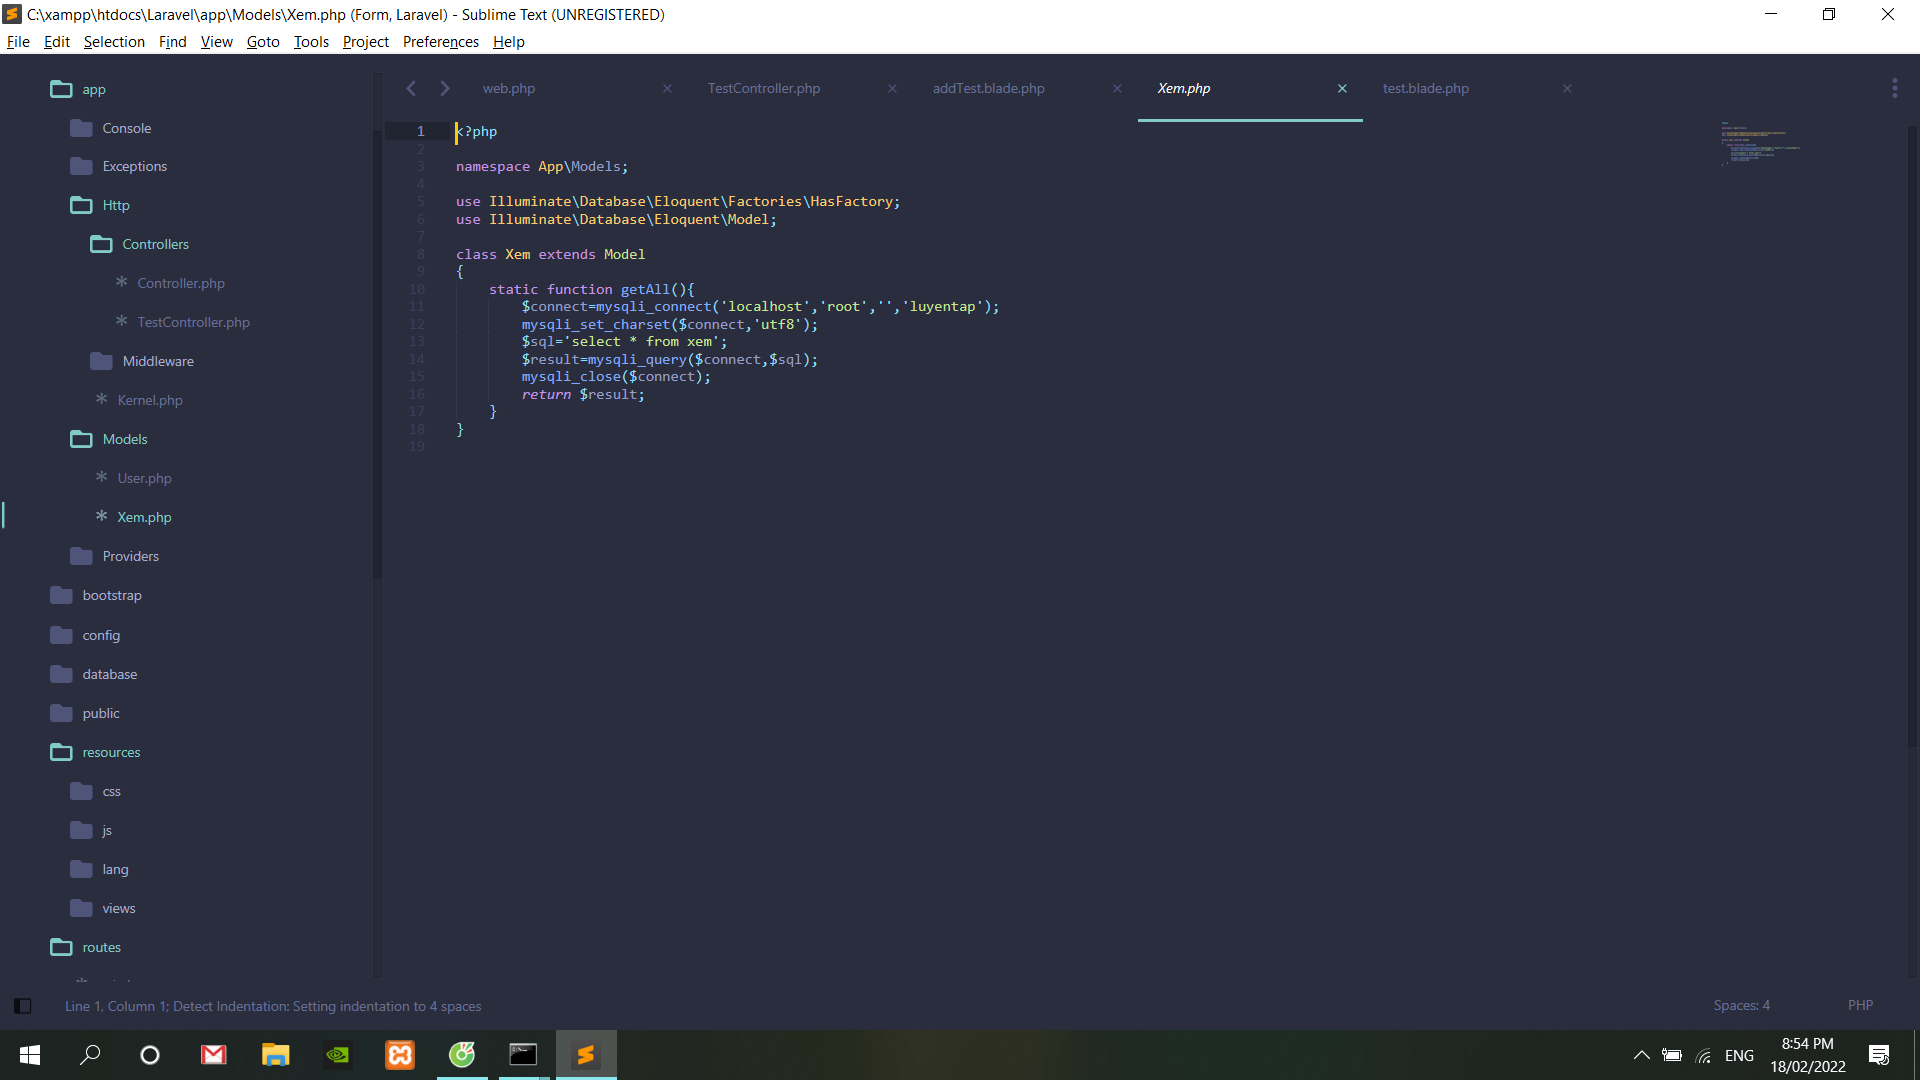 C:\xampp\htdocs\Laravel\app\Models\Xem.php (Form, Laravel) - Sublime Text (UNREGISTERED)
File Edit Selection Find View Goto Tools Project Preferences Help
app
Console
Exceptions
Http
Controllers
Controller.php
TestController.php
Middleware
Kernel.php
Models
User.php
Xem.php
Providers
bootstrap
config
database
public
resources
css
js
lang
views
routes
web.php TestController.php addTest.blade.php Xem.php test.blade.php
1 <?php
2
3 namespace App\Models;
4
5 use Illuminate\Database\Eloquent\Factories\HasFactory;
6 use Illuminate\Database\Eloquent\Model;
7
8 class Xem extends Model
9 {
10 static function getAll(){
11 $connect=mysqli_connect('localhost','root','','luyentap');
12 mysqli_set_charset($connect,'utf8');
13 $sql='select * from xem';
14 $result=mysqli_query($connect,$sql);
15 mysqli_close($connect);
16 return $result;
17 }
18 }
19
Line 1, Column 1; Detect Indentation: Setting indentation to 4 spaces
Spaces: 4 PHP
ENG
8:54 PM
18/02/2022